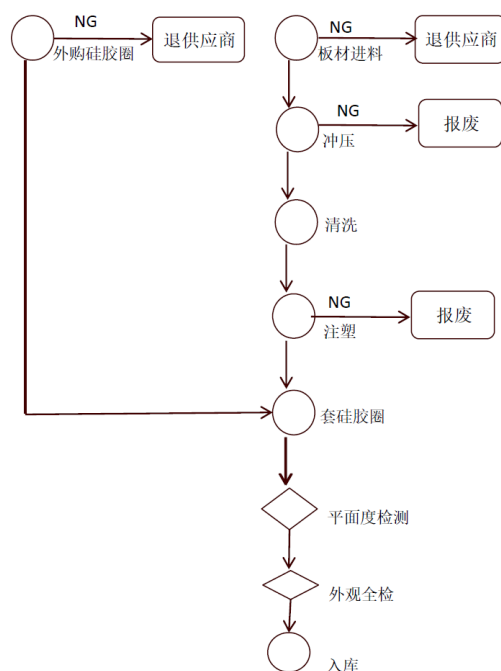 NG
外购硅胶圈
退供应商
NG
板材进料
退供应商
NG
冲压
报废
清洗
NG
注塑
报废
套硅胶圈
平面度检测
外观全检
入库